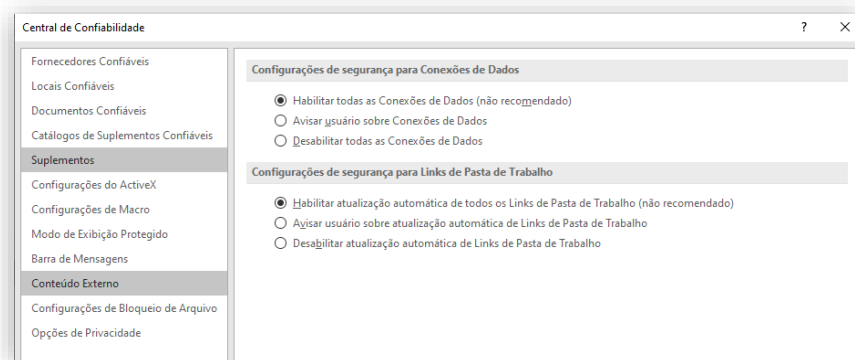 Central de Confiabilidade
?
Fornecedores Confiáveis
Locais Confiáveis
Documentos Confiáveis
Catálogos de Suplementos Confiáveis
Suplementos
Configurações do ActiveX
Configurações de Macro
Modo de Exibição Protegido
Barra de Mensagens
Conteúdo Externo
Configurações de Bloqueio de Arquivo
Opções de Privacidade
Configurações de segurança para Conexões de Dados
Habilitar todas as Conexões de Dados (não recomendado)
Avisar usuário sobre Conexões de Dados
Desabilitar todas as Conexões de Dados
Configurações de segurança para Links de Pasta de Trabalho
Habilitar atualização automática de todos os Links de Pasta de Trabalho (não recomendado)
Avisar usuário sobre atualização automática de Links de Pasta de Trabalho
Desabilitar atualização automática de Links de Pasta de Trabalho